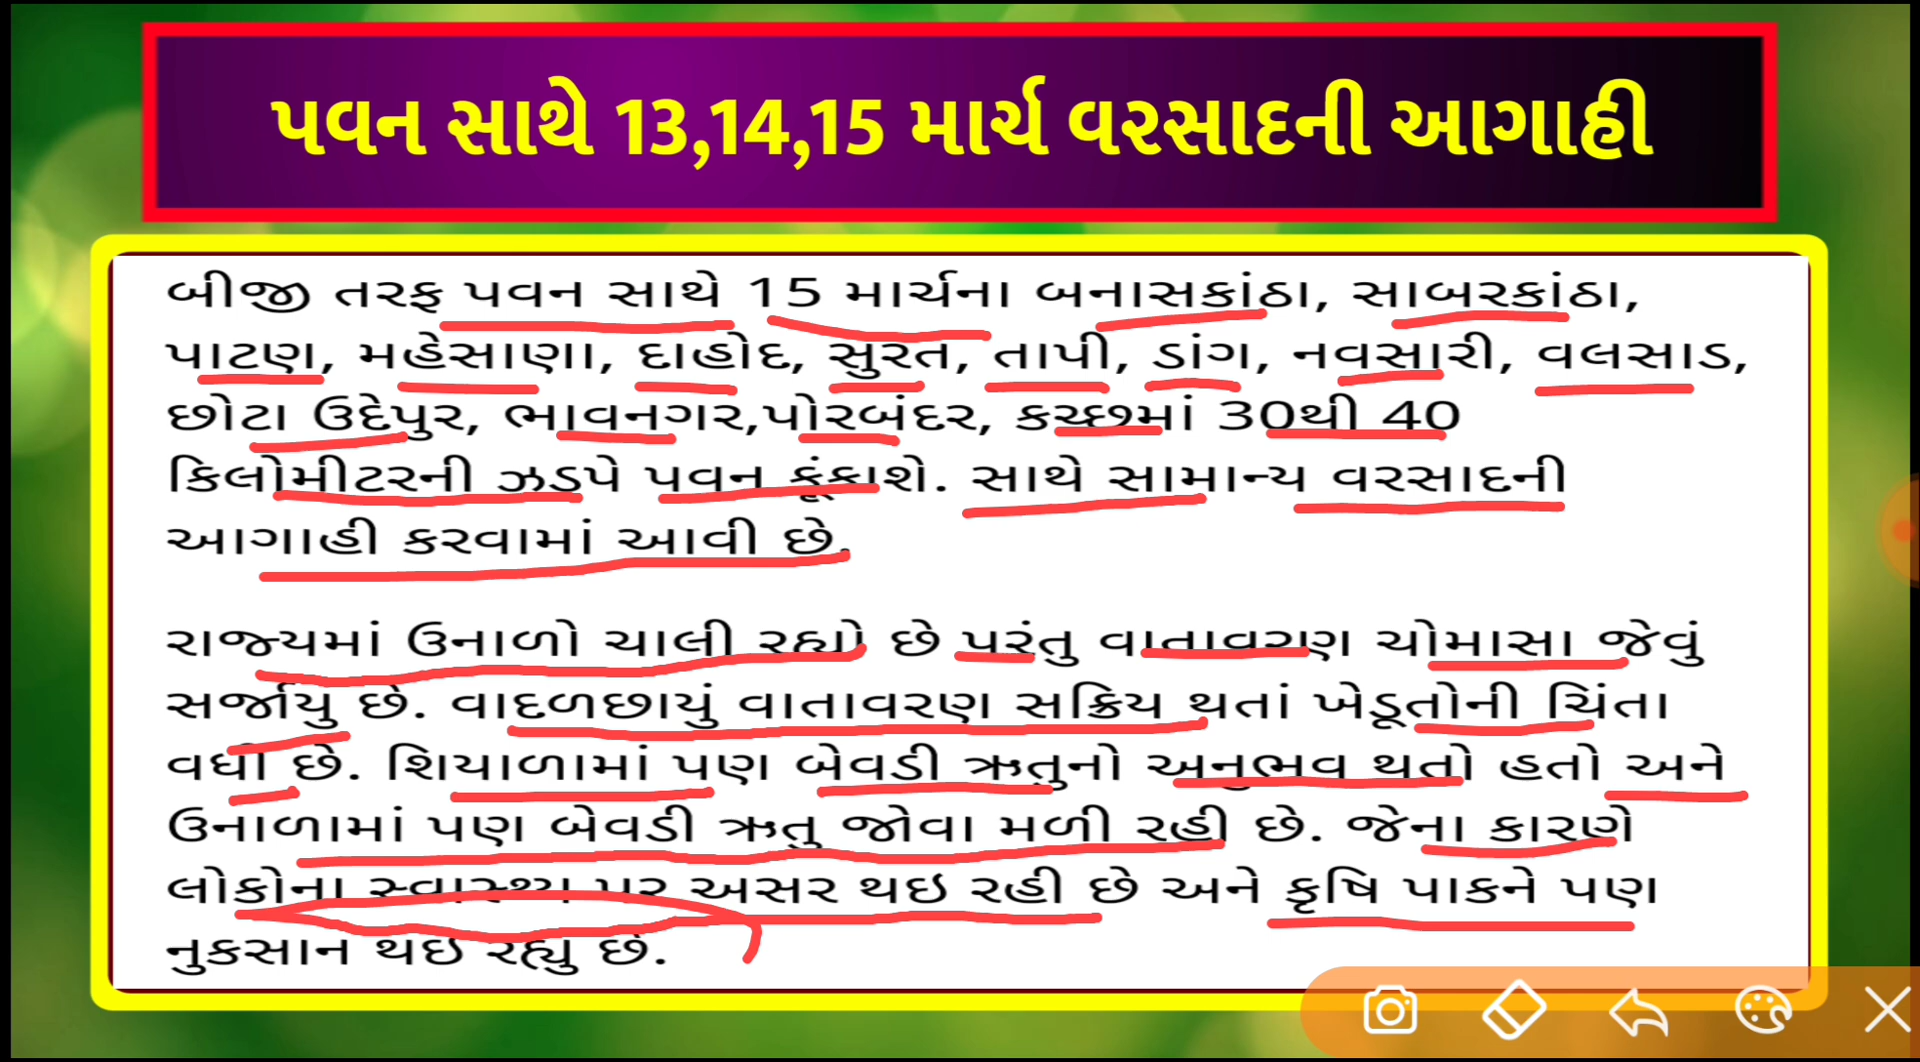 પવન સાથે 13,14,15 માર્ચ વરસાદની આગાહી
બીજી તરફ પવન સાથે 15 માર્ચના બનાસકાંઠા, સાબરકાંઠા,
પાટણ, મહેસાણા, દાહોદ, સુરત, તાપી, ડાંગ, નવસારી, વલસાડ,
છોટા ઉદેપુર, ભાવનગર,પોરબંદર, કચ્છમાં 30થી 40
કિલોમીટરની ઝડપે પવન ફૂંકાશે. સાથે સામાન્ય વરસાદની
આગાહી કરવામાં આવી છે.
રાજ્યમાં ઉનાળો ચાલી રહ્યો છે પરંતુ વાતાવરણ ચોમાસા જેવું
સર્જાયુ છે. વાદળછાયું વાતાવરણ સક્રિય થતાં ખેડૂતોની ચિંતા
વધી છે. શિયાળામાં પણ બેવડી ઋતુનો અનુભવ થતો હતો અને
ઉનાળામાં પણ બેવડી ઋતુ જોવા મળી રહી છે. જેના કારણે
લોકોના સ્વાસ્થ્ય પર અસર થઇ રહી છે અને કૃષિ પાકને પણ
નુકસાન થઇ રહ્યુ છે.